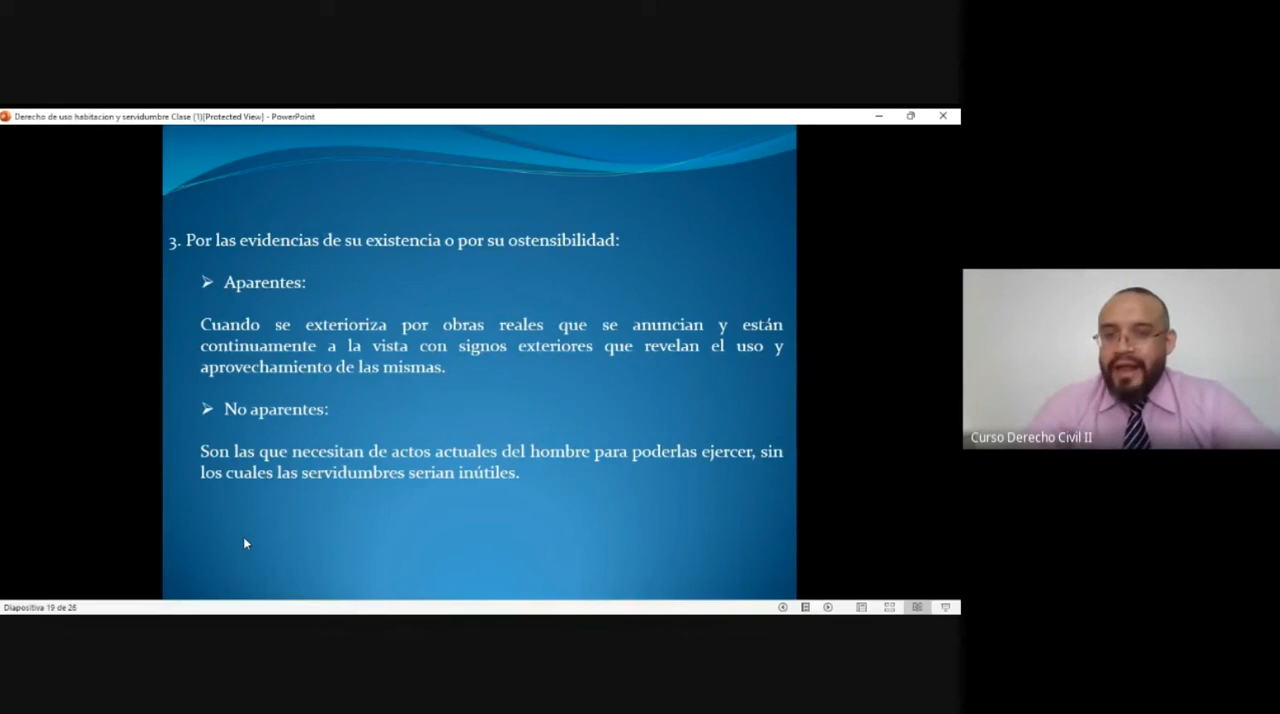 Derecho de uso habitacion y servidumbre Clase (1)[Protected View] - PowerPoint
3. Por las evidencias de su existencia o por su ostensibilidad:
➢ Aparentes:
Cuando se exterioriza por obras reales que se anuncian y están
continuamente a la vista con signos exteriores que revelan el uso y
aprovechamiento de las mismas.
➢ No aparentes:
Son las que necesitan de actos actuales del hombre para poderlas ejercer, sin
los cuales las servidumbres serian inútiles.
Curso Derecho Civil II
Diapositiva 19 de 26